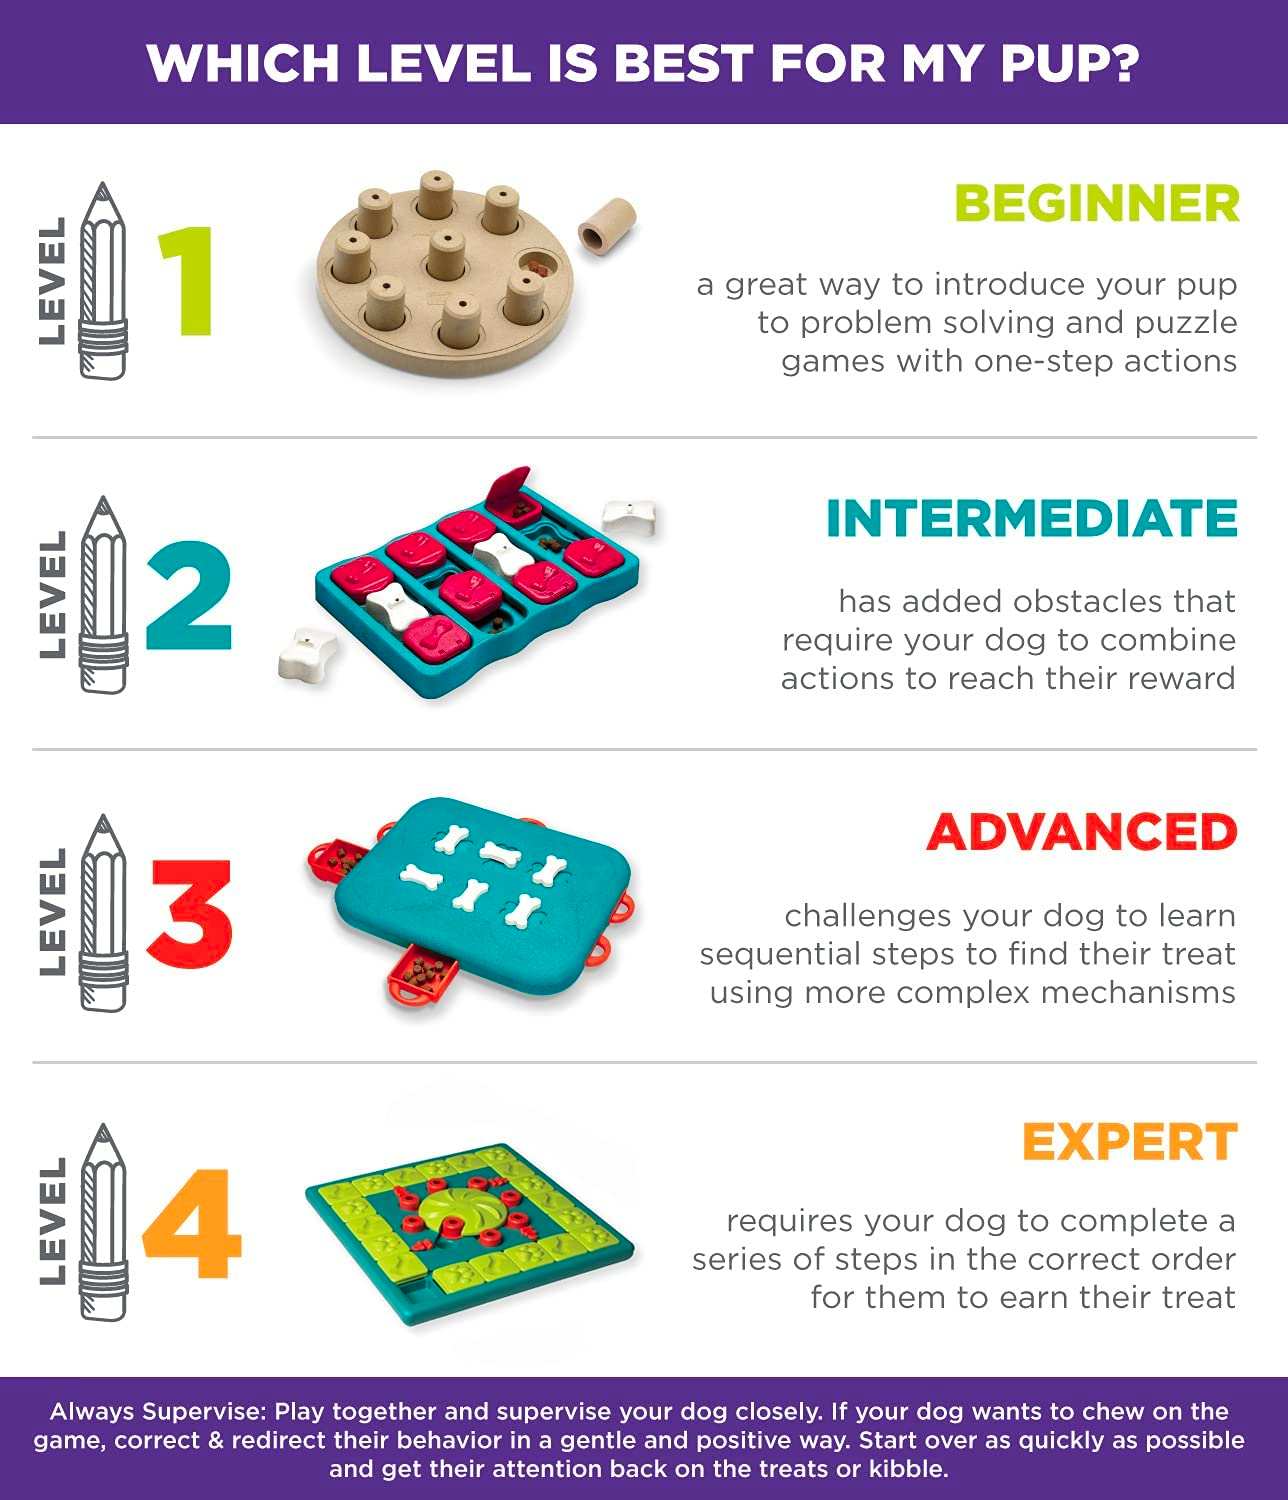 WHICH LEVEL IS BEST FOR MY PUP?
LEVEL 1
BEGINNER
a great way to introduce your pup
to problem solving and puzzle
games with one-step actions
LEVEL 2
INTERMEDIATE
has added obstacles that
require your dog to combine
actions to reach their reward
LEVEL 3
ADVANCED
challenges your dog to learn
sequential steps to find their treat
using more complex mechanisms
LEVEL 4
EXPERT
requires your dog to complete a
series of steps in the correct order
for them to earn their treat
Always Supervise: Play together and supervise your dog closely. If your dog wants to chew on the
game, correct & redirect their behavior in a gentle and positive way. Start over as quickly as possible
and get their attention back on the treats or kibble.